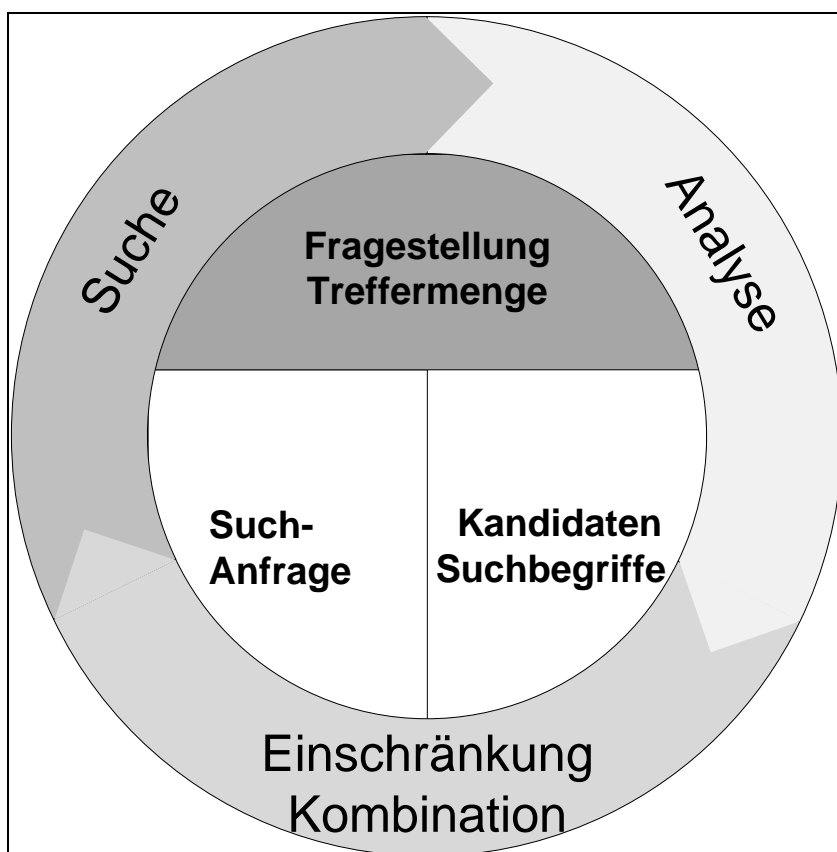 Suche
Analyse
Fragestellung
Treffermenge
Such-
Anfrage
Kandidaten
Suchbegriffe
Einschränkung
Kombination